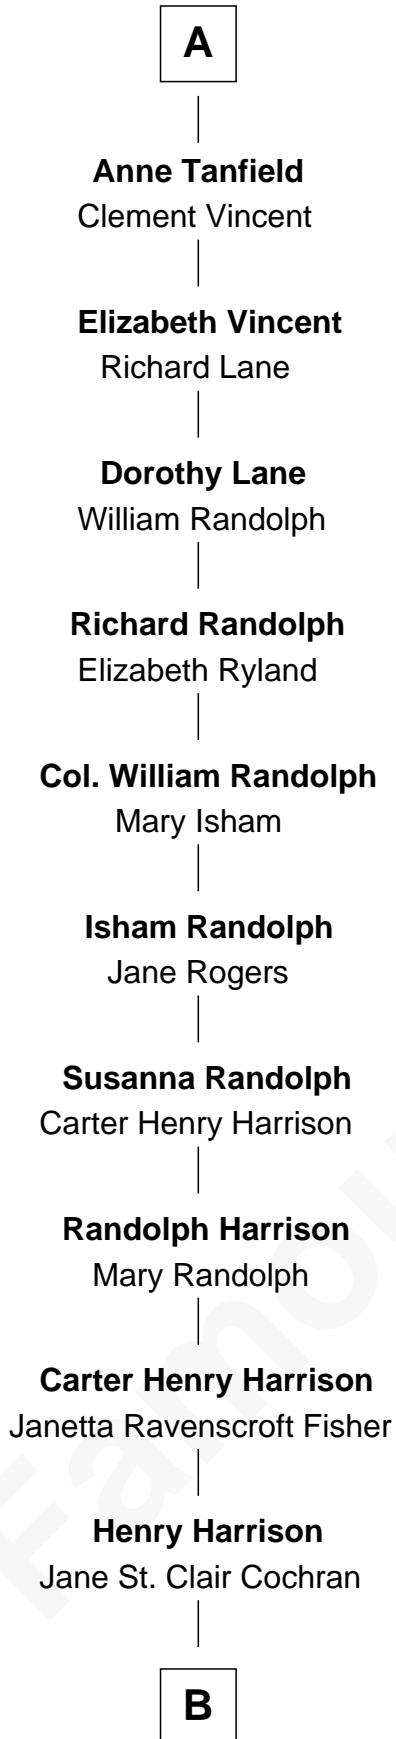 A
Anne Tanfield
Clement Vincent
Elizabeth Vincent
Richard Lane
Dorothy Lane
William Randolph
Richard Randolph
Elizabeth Ryland
Col. William Randolph
Mary Isham
Isham Randolph
Jane Rogers
Susanna Randolph
Carter Henry Harrison
Randolph Harrison
Mary Randolph
Carter Henry Harrison
Janetta Ravenscroft Fisher
Henry Harrison
Jane St. Clair Cochran
B